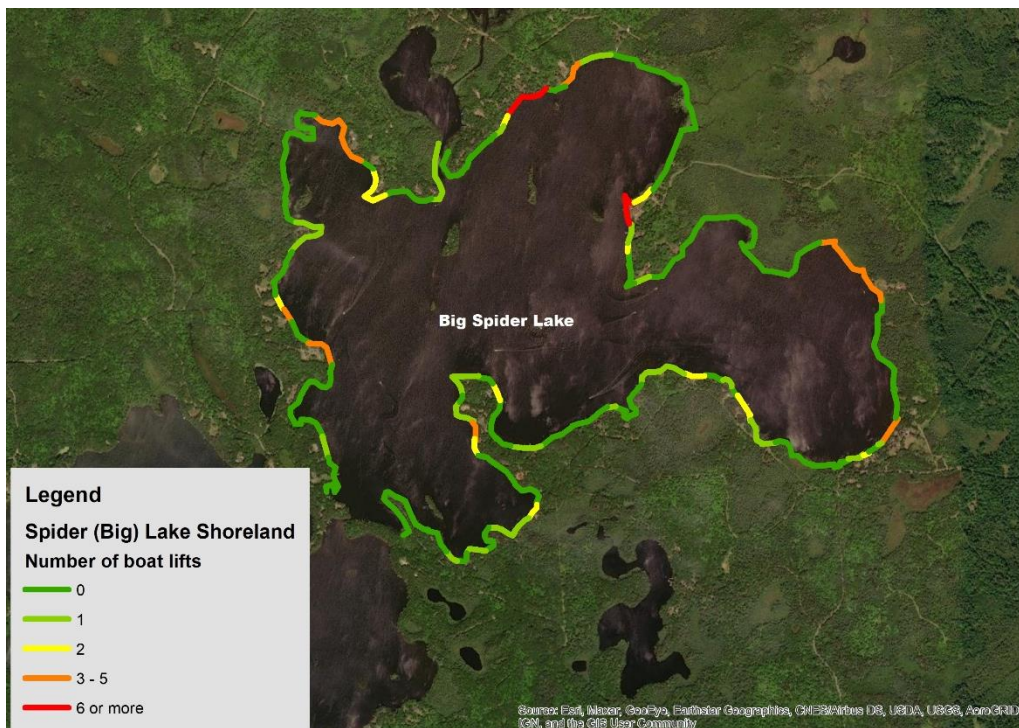 Big Spider Lake
Legend
Spider (Big) Lake Shoreland
Number of boat lifts
0
1
2
3 - 5
6 or more
Source: Esri, Maxar, GeoEye, Earthstar Geographics, CNES/Airbus DS, USDA, USGS, AeroGRID,
IGN, and the GIS User Community